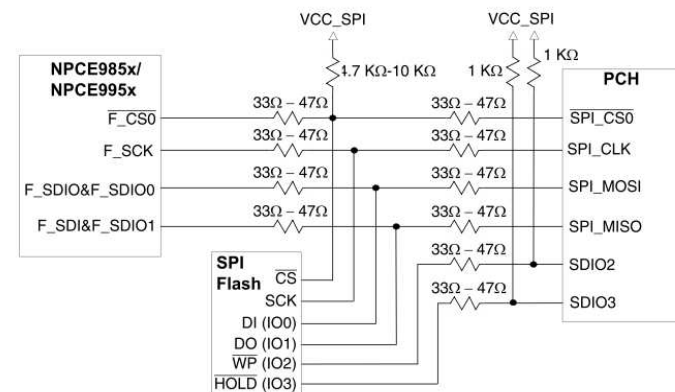 VCC_SPI VCC_SPI
4.7 KΩ-10 KΩ 1 KΩ 1 KΩ
NPCE985x/
NPCE995x
PCH
F_CS0 33Ω – 47Ω 33Ω – 47Ω SPI_CS0
F_SCK 33Ω – 47Ω 33Ω – 47Ω SPI_CLK
F_SDIO&F_SDIO0 33Ω – 47Ω 33Ω – 47Ω SPI_MOSI
F_SDI&F_SDIO1 33Ω – 47Ω 33Ω – 47Ω SPI_MISO
33Ω – 47Ω SDIO2
33Ω – 47Ω SDIO3
SPI
Flash
CS
SCK
DI (IO0)
DO (IO1)
WP (IO2)
HOLD (IO3)